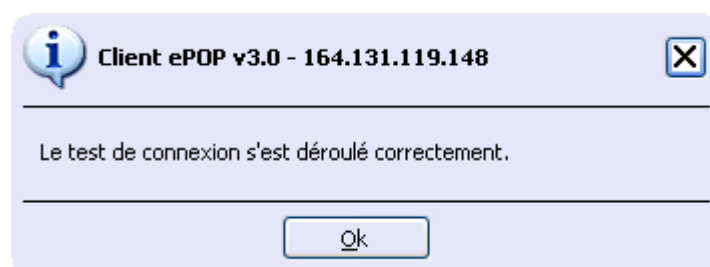 Client ePOP v3.0 - 164.131.119.148
Le test de connexion s'est déroulé correctement.
Ok